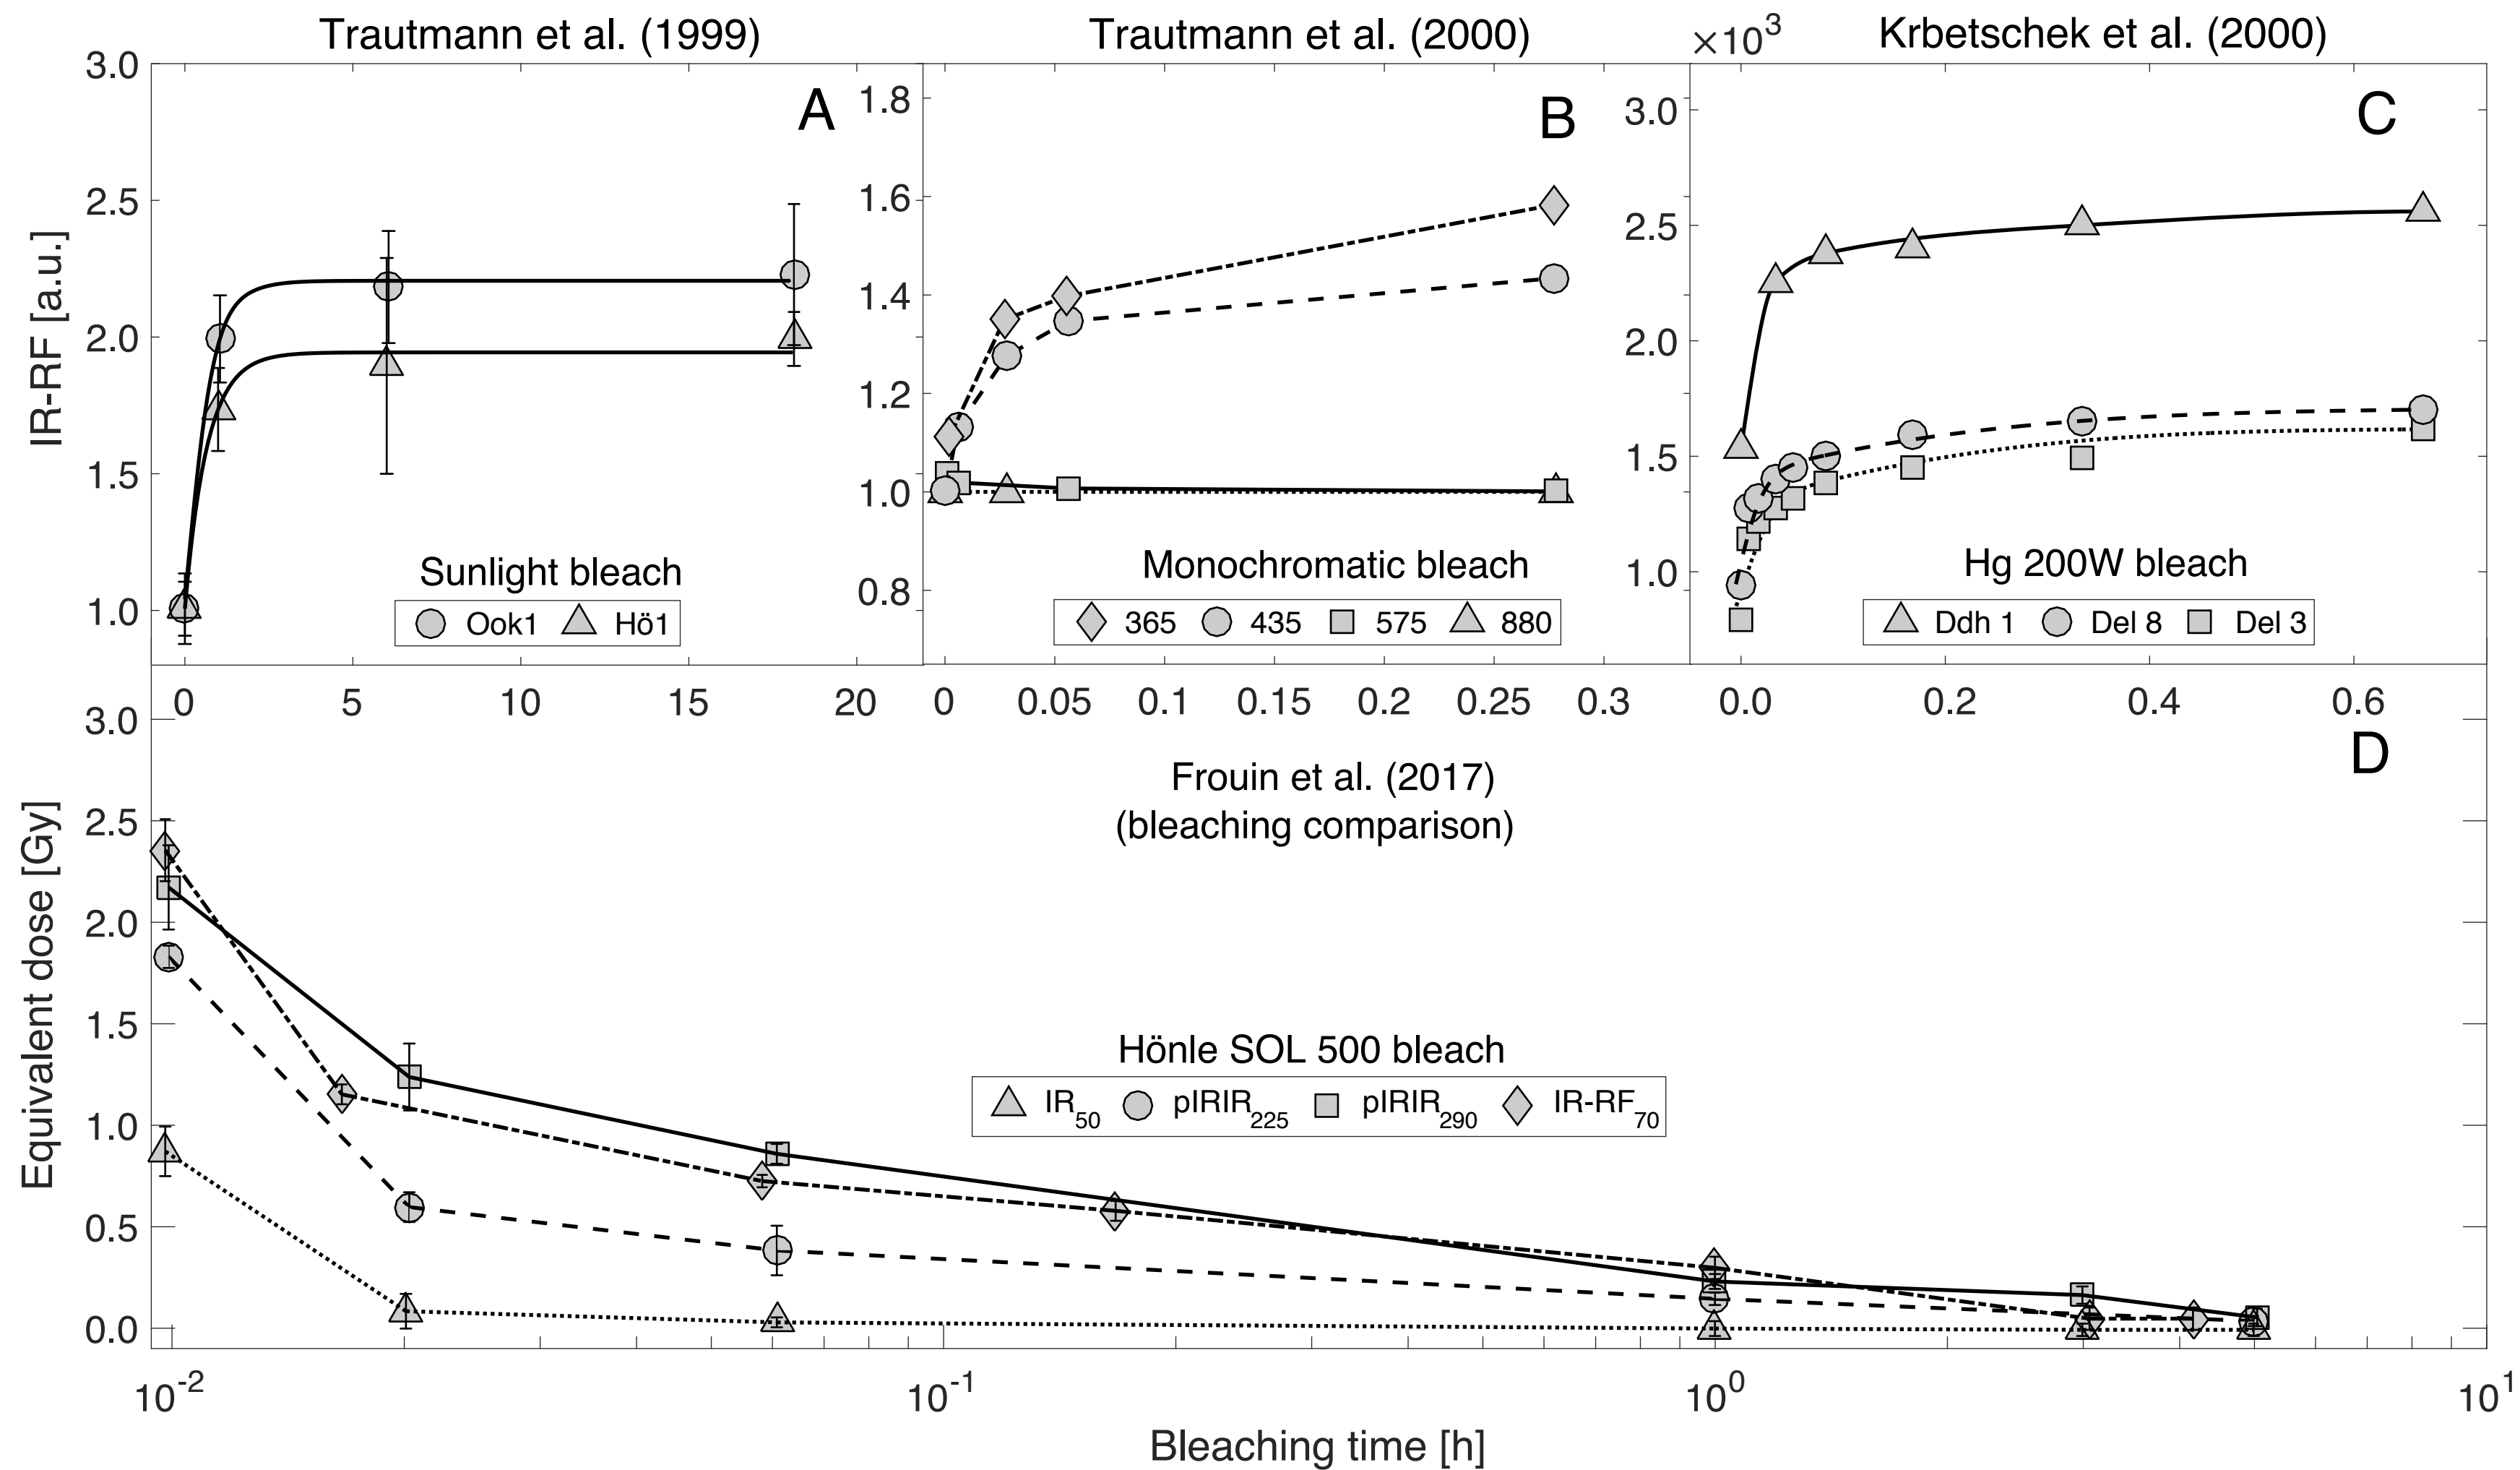 Trautmann et al. (1999)
Trautmann et al. (2000)
Krbetschek et al. (2000)
×10³
IR-RF [a.u.]
3.0
2.5
2.0
1.5
1.0
A
Sunlight bleach
Ook1 Hö1
0 5 10 15 20
1.8
1.6
1.4
1.2
1.0
0.8
B
Monochromatic bleach
365 435 575 880
0 0.05 0.1 0.15 0.2 0.25 0.3
3.0
2.5
2.0
1.5
1.0
C
Hg 200W bleach
Ddh 1 Del 8 Del 3
0.0 0.2 0.4 0.6
Equivalent dose [Gy]
3.0
2.5
2.0
1.5
1.0
0.5
0.0
D
Frouin et al. (2017)
(bleaching comparison)
Hönle SOL 500 bleach
IR₅₀ pIRIR₂₂₅ pIRIR₂₉₀ IR-RF₇₀
10⁻² 10⁻¹ 10⁰ 10¹
Bleaching time [h]